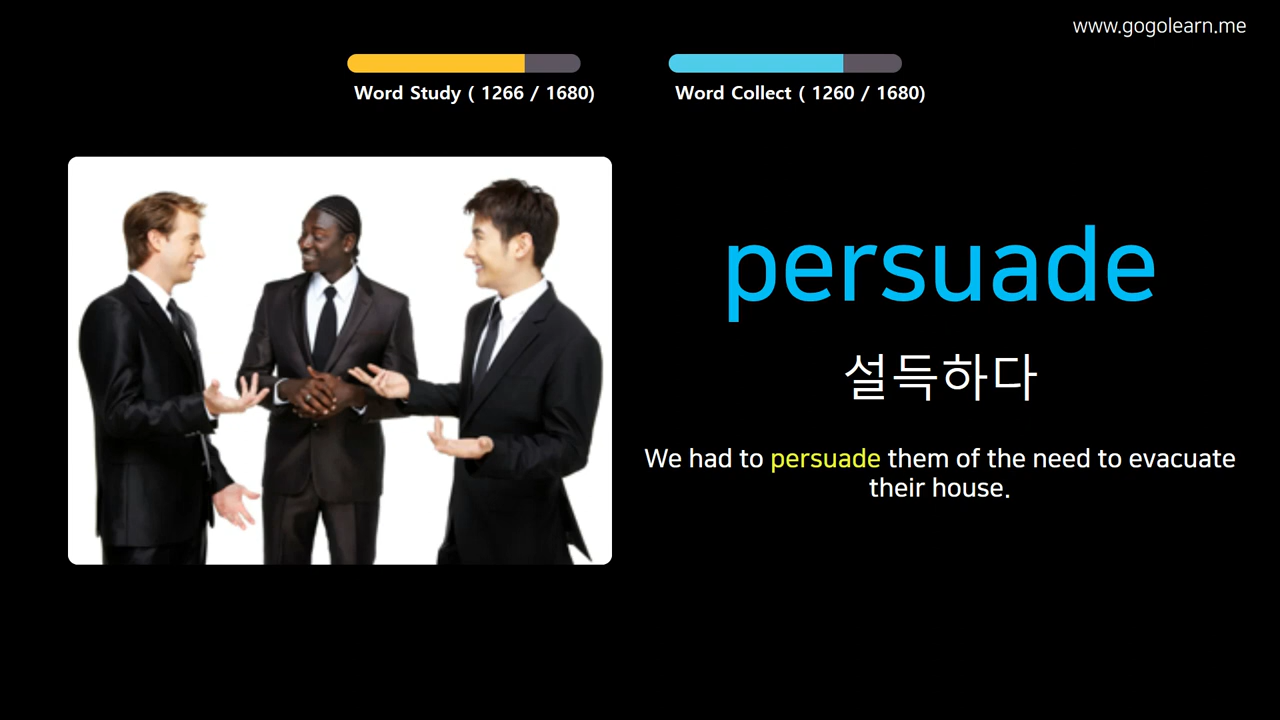 www.gogolearn.me
Word Study ( 1266 / 1680)
Word Collect ( 1260 / 1680)
persuade
설득하다
We had to persuade them of the need to evacuate
their house.